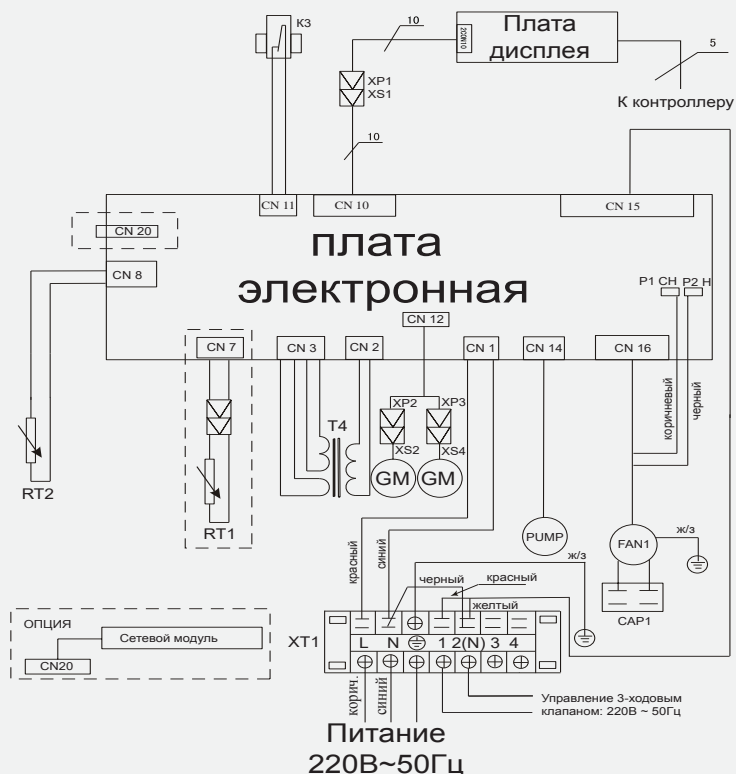 К3
10
2CON10
Плата
дисплея
5
XP1
XS1
К контроллеру
10
CN 11
CN 10
CN 15
CN 20
плата
электронная
CN 8
P1 CH
P2 H
CN 12
CN 7
CN 3
CN 2
CN 1
CN 14
CN 16
коричневый
черный
XP2
XP3
T4
XS2
XS4
GM
GM
RT2
RT1
PUMP
FAN1
ж/з
красный
синий
ж/з
черный
красный
желтый
CAP1
ОПЦИЯ
Сетевой модуль
CN20
XT1
L N 1 2(N) 3 4
корич.
синий
Управление 3-ходовым
клапаном: 220В ~ 50Гц
Питание
220В~50Гц